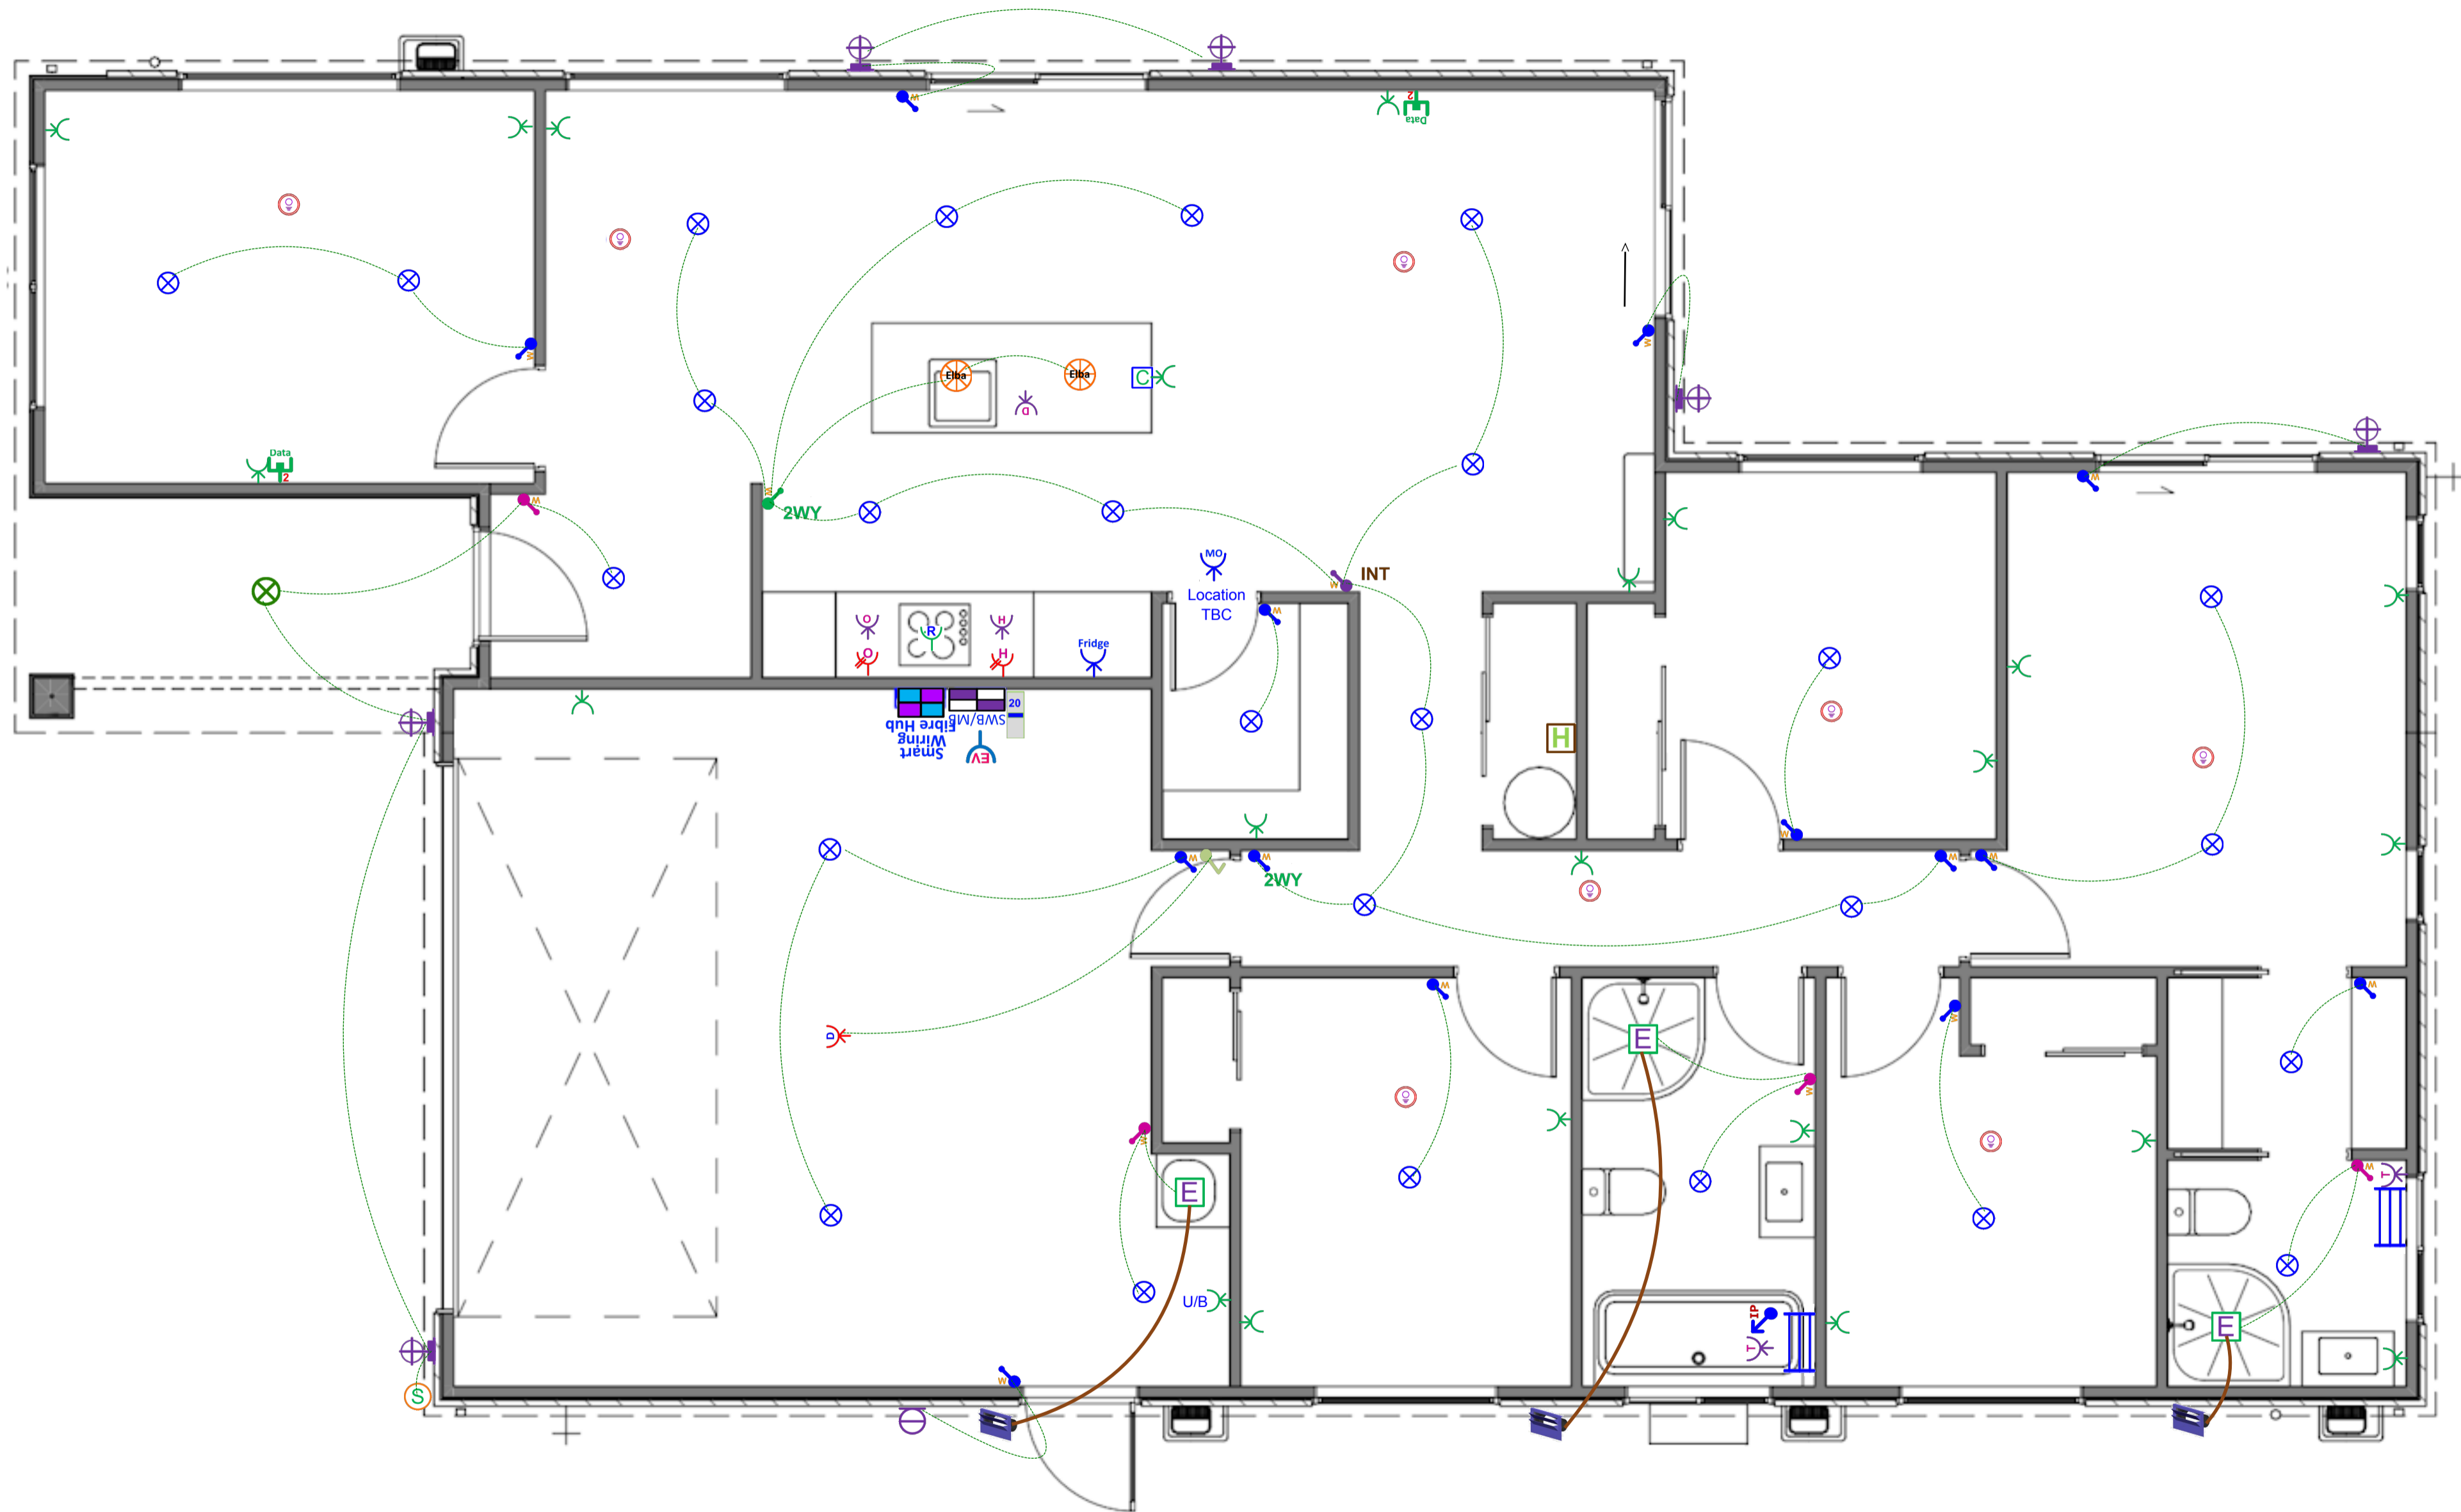 W
2
Data
Data
2
W
W
Elba
Elba
D
C
W
W
W
2WY
W
W
INT
MO
Location
TBC
W
O
R
H
O
H
Fridge
20
SWB/MB
Fibre Hub
Wiring
Smart
EV
H
W
W
W
2WY
W
W
W
W
W
D
E
W
W
E
W
T
U/B
IP
T
E
S
W